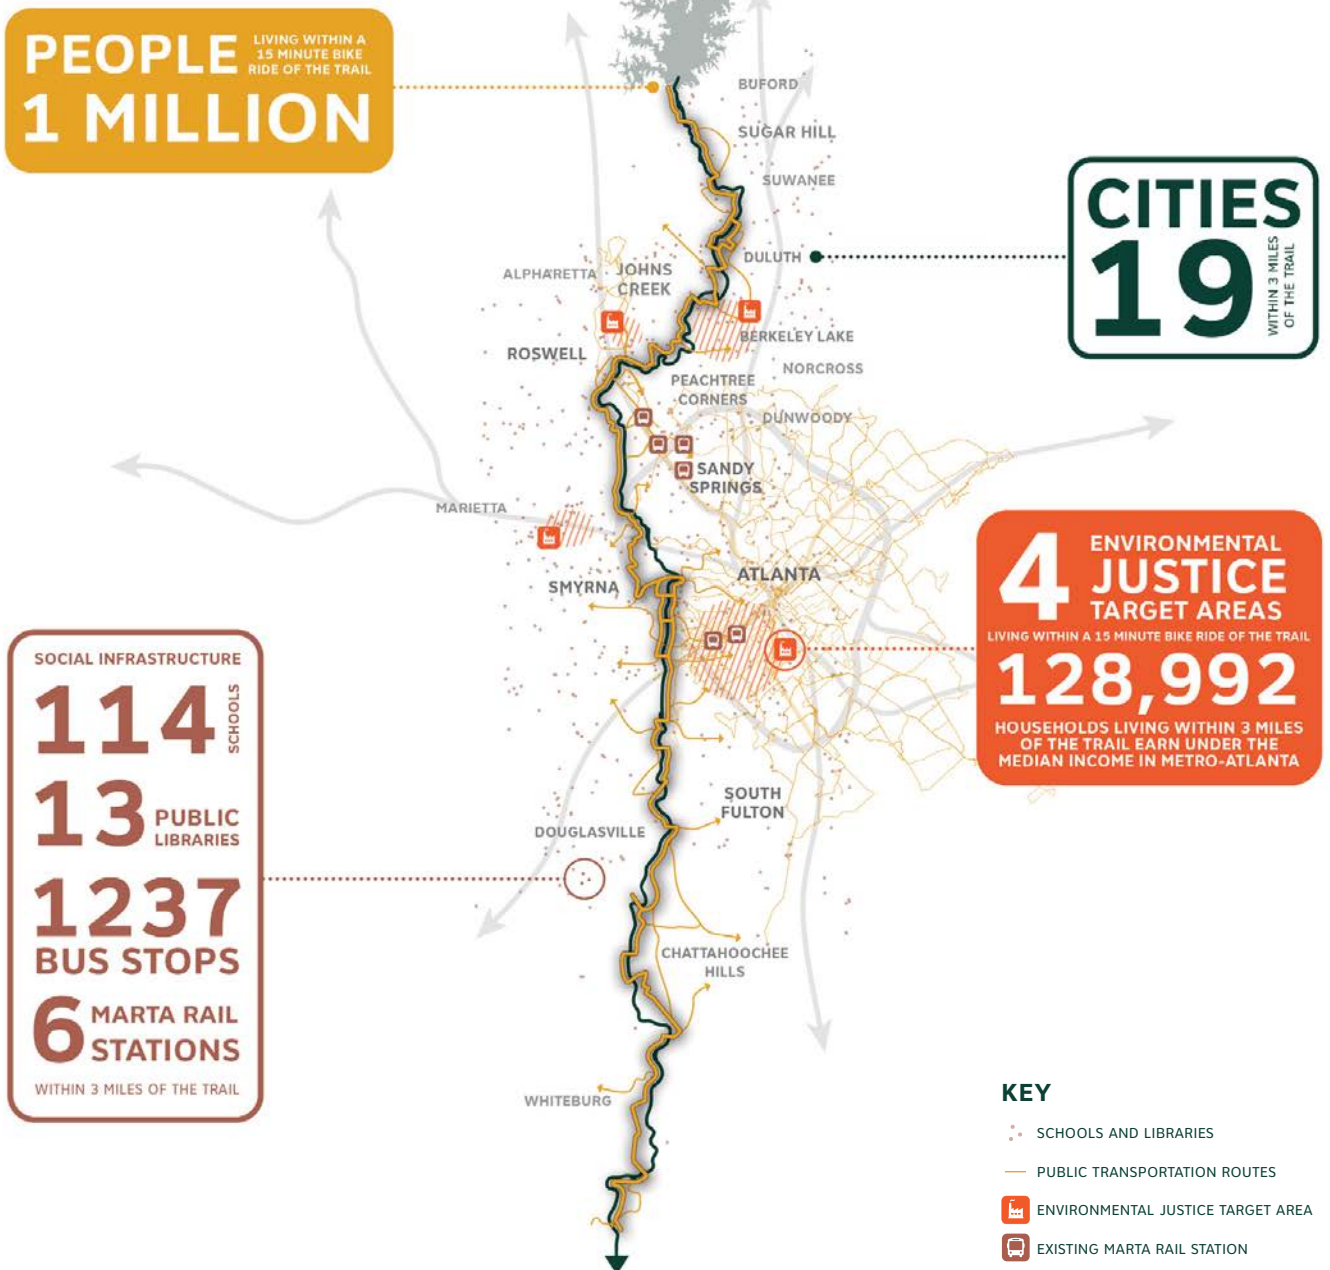 PEOPLE
LIVING WITHIN A
15 MINUTE BIKE
RIDE OF THE TRAIL
1 MILLION
BUFORD
SUGAR HILL
SUWANEE
CITIES
19
WITHIN 3 MILES
OF THE TRAIL
DULUTH
ALPHARETTA
JOHNS
CREEK
BERKELEY LAKE
ROSWELL
NORCROSS
PEACHTREE
CORNERS
DUNWOODY
SANDY
SPRINGS
MARIETTA
ATLANTA
SMYRNA
4
ENVIRONMENTAL
JUSTICE
TARGET AREAS
LIVING WITHIN A 15 MINUTE BIKE RIDE OF THE TRAIL
128,992
HOUSEHOLDS LIVING WITHIN 3 MILES
OF THE TRAIL EARN UNDER THE
MEDIAN INCOME IN METRO-ATLANTA
SOCIAL INFRASTRUCTURE
114
SCHOOLS
13
PUBLIC
LIBRARIES
1237
BUS STOPS
6
MARTA RAIL
STATIONS
WITHIN 3 MILES OF THE TRAIL
SOUTH
FULTON
DOUGLASVILLE
CHATTAHOOCHEE
HILLS
WHITEBURG
KEY
SCHOOLS AND LIBRARIES
PUBLIC TRANSPORTATION ROUTES
ENVIRONMENTAL JUSTICE TARGET AREA
EXISTING MARTA RAIL STATION